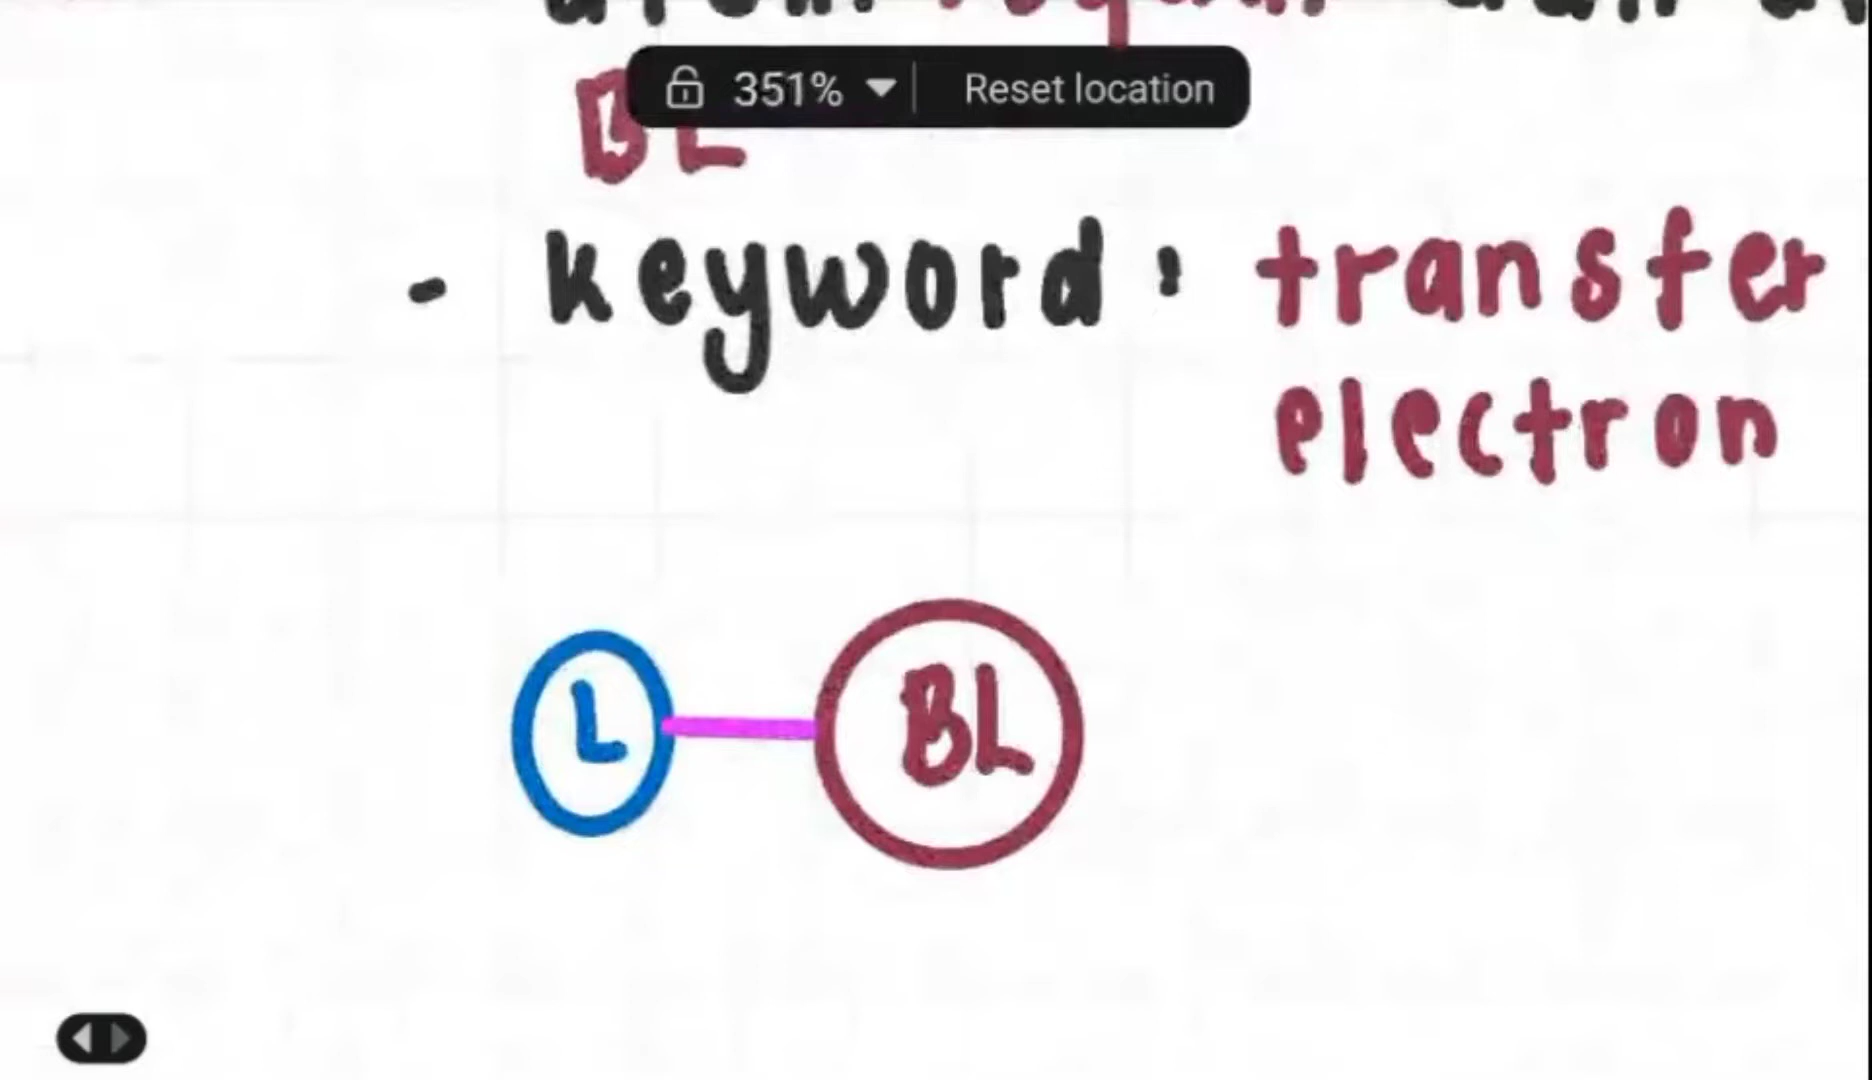 351% Reset location
BL
- keyword : transfer
electron
L
BL